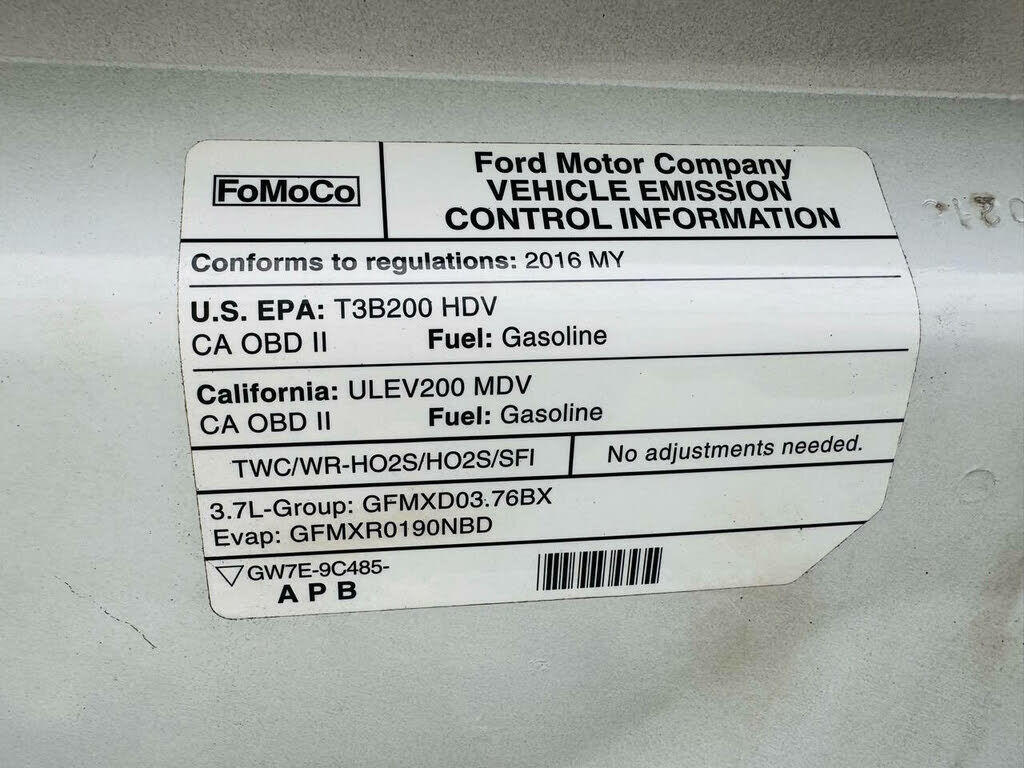 FoMoCo
Ford Motor Company
VEHICLE EMISSION
CONTROL INFORMATION
Conforms to regulations: 2016 MY
U.S. EPA: T3B200 HDV
CA OBD II Fuel: Gasoline
California: ULEV200 MDV
CA OBD II Fuel: Gasoline
TWC/WR-HO2S/HO2S/SFI
No adjustments needed.
3.7L-Group: GFMXD03.76BX
Evap: GFMXR0190NBD
GW7E-9C485-
A P B